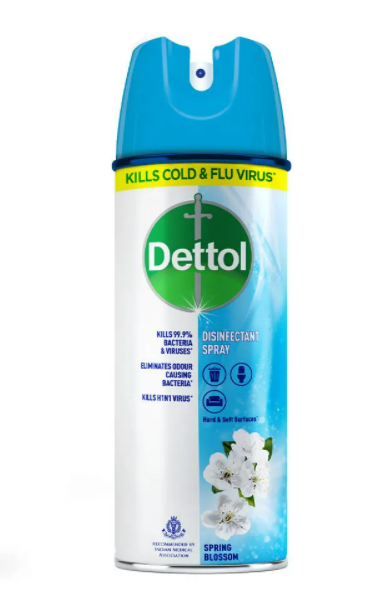 KILLS COLD & FLU VIRUS*
Dettol
KILLS 99.9%
BACTERIA
& VIRUSES*
ELIMINATES ODOUR
CAUSING
BACTERIA*
KILLS H1N1 VIRUS*
DISINFECTANT
SPRAY
Hard & Soft Surfaces*
RECOMMENDED BY
INDIAN MEDICAL
ASSOCIATION
SPRING
BLOSSOM